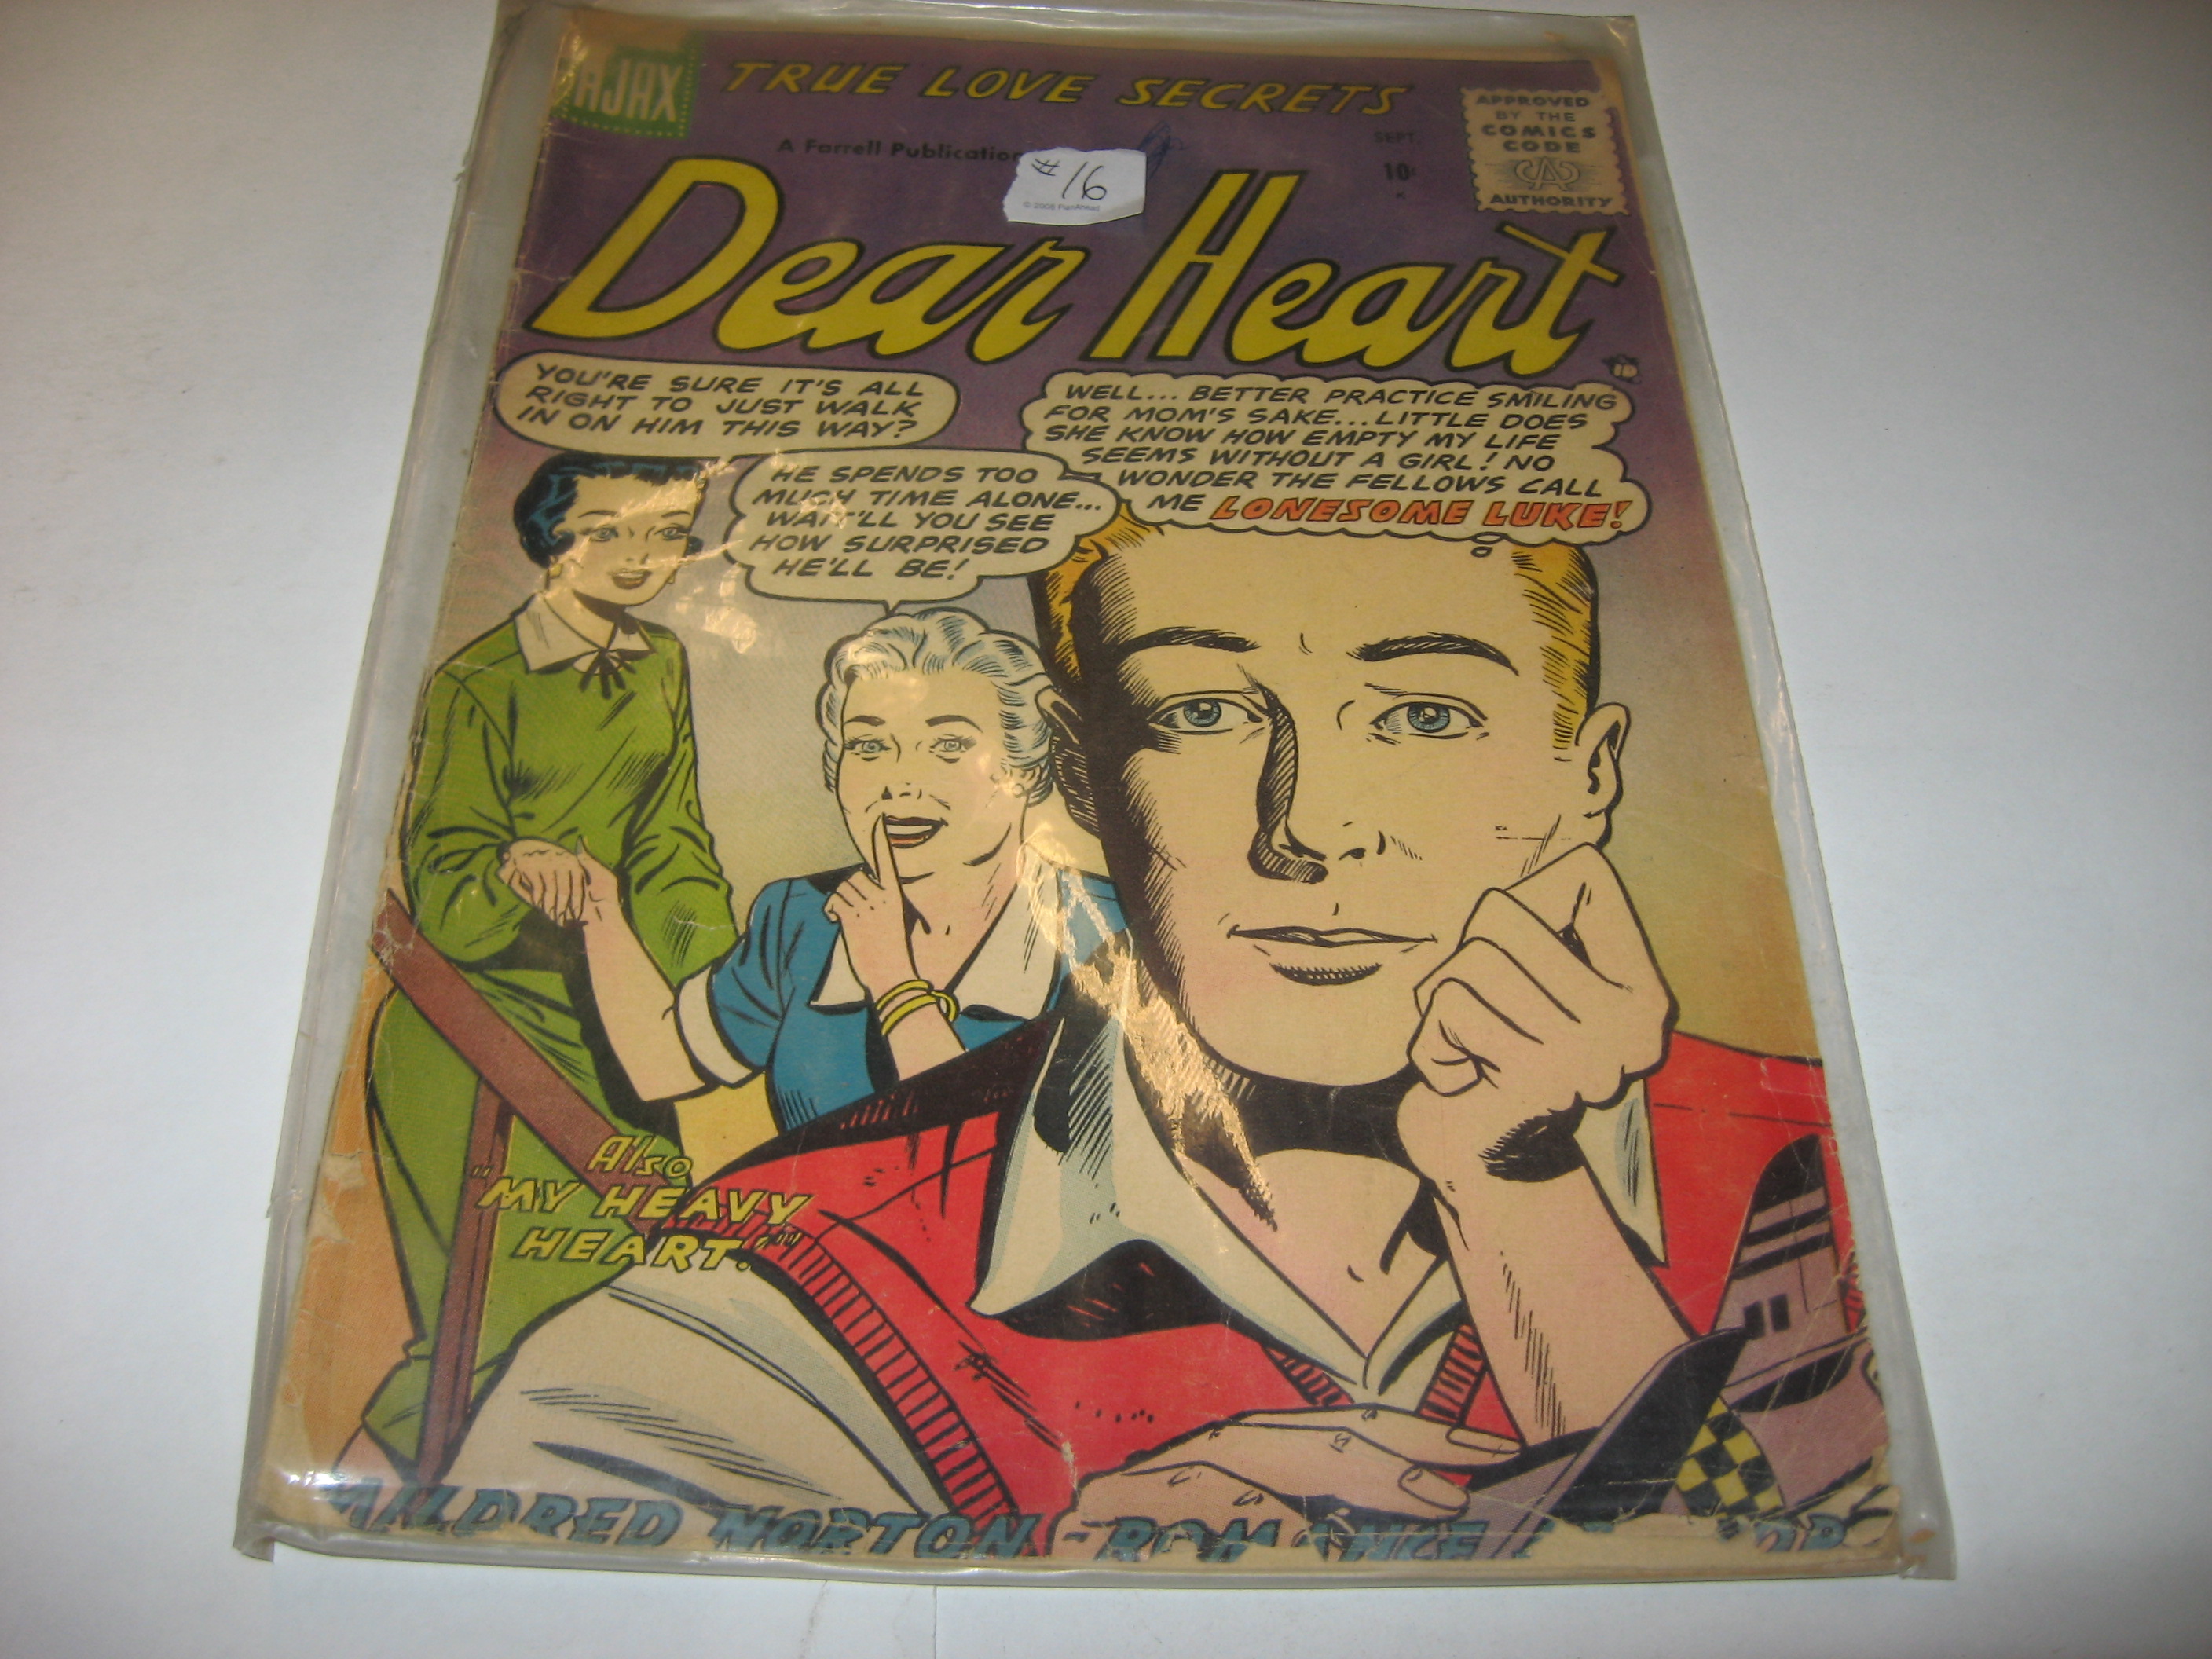 AJAX
TRUE LOVE SECRETS
APPROVED
BY THE
COMICS
CODE
AUTHORITY
A Farrell Publication
SEPT.
10¢
#16
Dear Heart
YOU'RE SURE IT'S ALL
RIGHT TO JUST WALK
IN ON HIM THIS WAY?
WELL... BETTER PRACTICE SMILING
FOR MOM'S SAKE... LITTLE DOES
SHE KNOW HOW EMPTY MY LIFE
SEEMS WITHOUT A GIRL! NO
WONDER THE FELLOWS CALL
ME LONESOME LUKE!
HE SPENDS TOO
MUCH TIME ALONE...
WAIT'LL YOU SEE
HOW SURPRISED
HE'LL BE!
Also
"MY HEAVY
HEART!"
MILDRED NORTON - ROMANCE